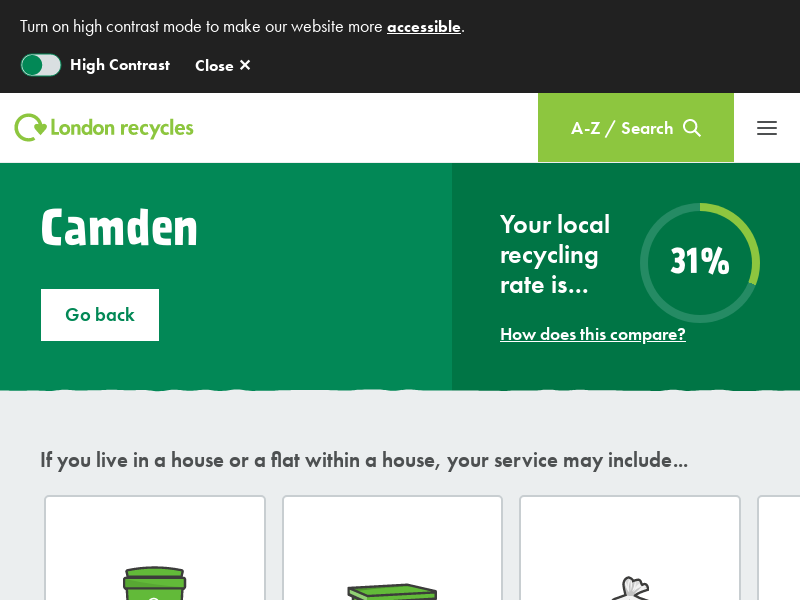 Turn on high contrast mode to make our website more accessible.
High Contrast
Close ✕
London recycles
A-Z / Search
Camden
Go back
Your local
recycling
rate is...
31%
How does this compare?
If you live in a house or a flat within a house, your service may include...